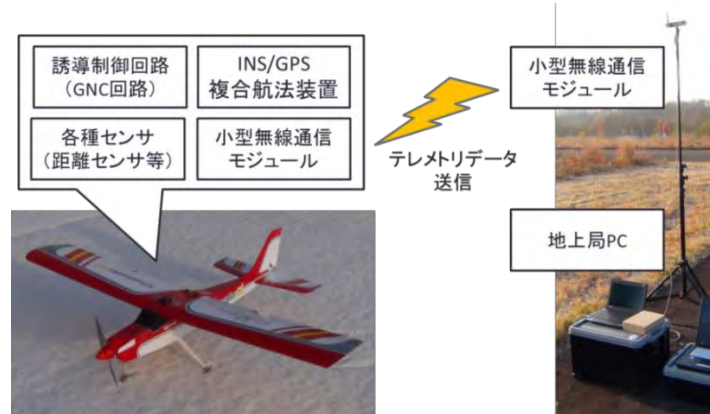 誘導制御回路
（GNC回路）
INS/GPS
複合航法装置
各種センサ
（距離センサ等）
小型無線通信
モジュール
テレメトリデータ
送信
小型無線通信
モジュール
地上局PC